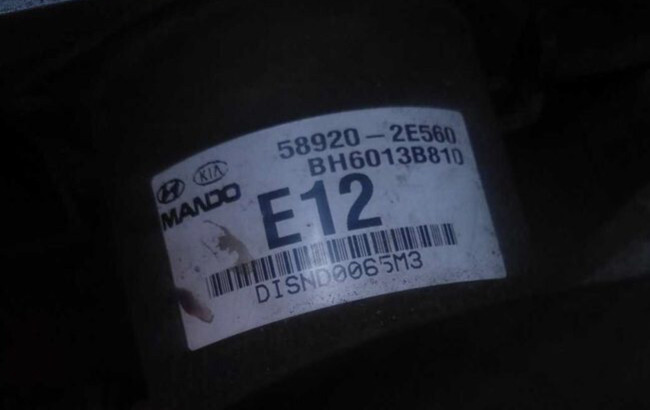 58920-2E560
BH6013B810
KIA
MANDO
E12
DISND0065M3